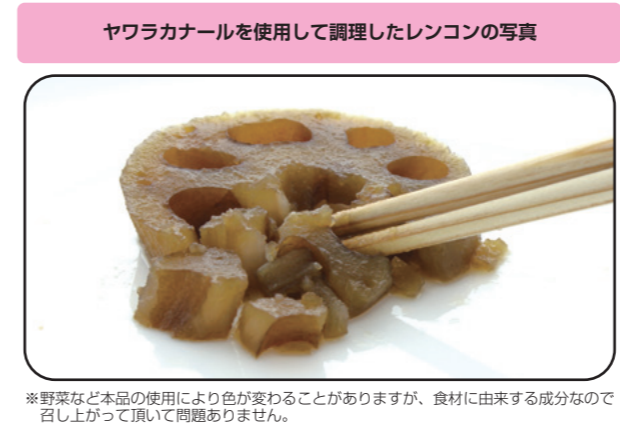 ヤワラカナールを使用して調理したレンコンの写真
※野菜など本品の使用により色が変わることがありますが、食材に由来する成分なので
召し上がって頂いて問題ありません。